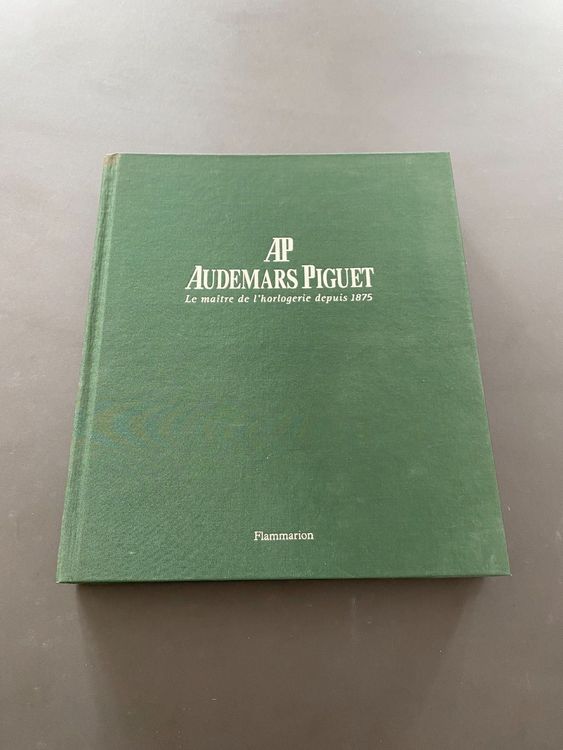 AP
AUDEMARS PIGUET
Le maître de l'horlogerie depuis 1875
Flammarion